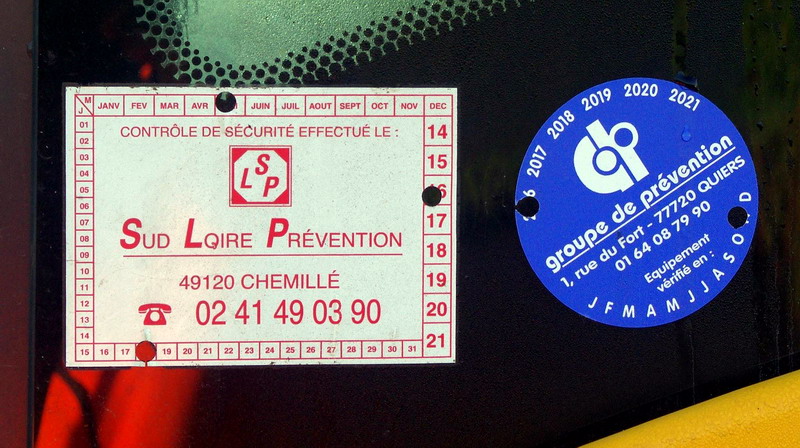 M
J
JANV FEV MAR AVR JUIN JUIL AOUT SEPT OCT NOV DEC
01
02
03
04
05
06
07
08
09
10
11
12
13
14
15 16 17 19 20 21 22 23 24 25 26 27 28 29 30 31
14
15
16
17
18
19
20
21
CONTRÔLE DE SÉCURITÉ EFFECTUÉ LE :
LSP
SUD LOIRE PRÉVENTION
49120 CHEMILLÉ
02 41 49 03 90
6 2017 2018 2019 2020 2021
groupe de prévention
1, rue du Fort - 77720 QUIERS
01 64 08 79 90
Equipement
vérifié en :
J F M A M J J A S O D